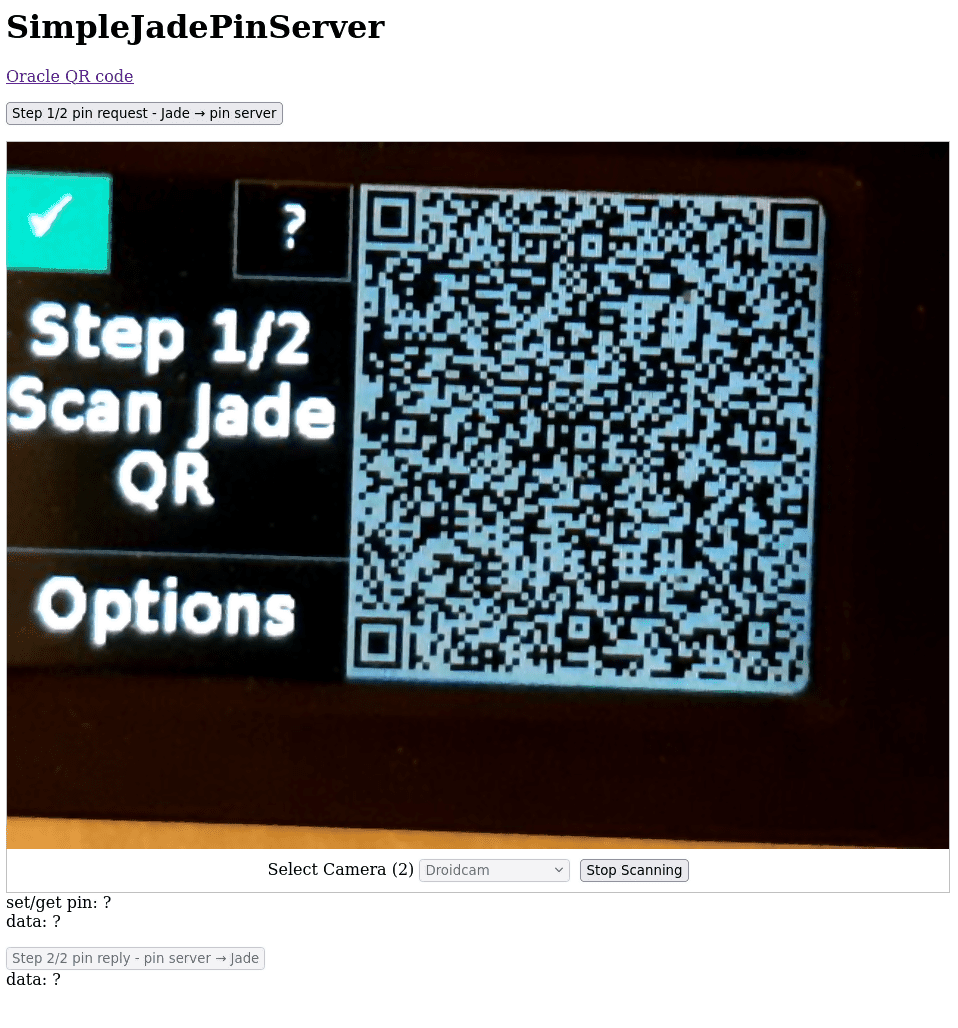 SimpleJadePinServer
Oracle QR code
Step 1/2 pin request - Jade → pin server
?
Step 1/2
Scan Jade
QR
Options
Select Camera (2) Droidcam Stop Scanning
set/get pin: ?
data: ?
Step 2/2 pin reply - pin server → Jade
data: ?